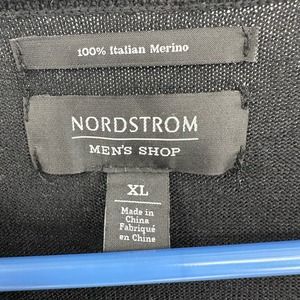 100% Italian Merino
NORDSTROM
MEN'S SHOP
XL
Made in
China
Fabriqué
en Chine